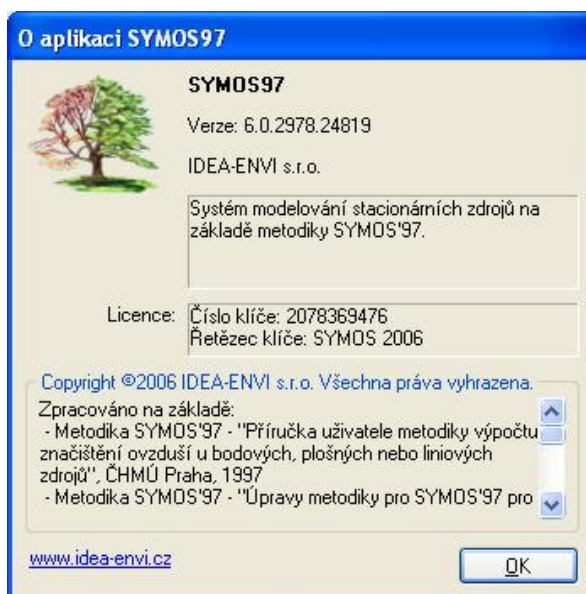 O aplikaci SYMOS97
SYMOS97
Verze: 6.0.2978.24819
IDEA-ENVI s.r.o.
Systém modelování stacionárních zdrojů na
základě metodiky SYMOS'97.
Licence:
Číslo klíče: 2078369476
Řetězec klíče: SYMOS 2006
Copyright ©2006 IDEA-ENVI s.r.o. Všechna práva vyhrazena.
Zpracováno na základě:
- Metodika SYMOS'97 - "Příručka uživatele metodiky výpočtu
značištění ovzduší u bodových, plošných nebo liniových
zdrojů", ČHMÚ Praha, 1997
- Metodika SYMOS'97 - "Úpravy metodiky pro SYMOS'97 pro
www.idea-envi.cz
OK